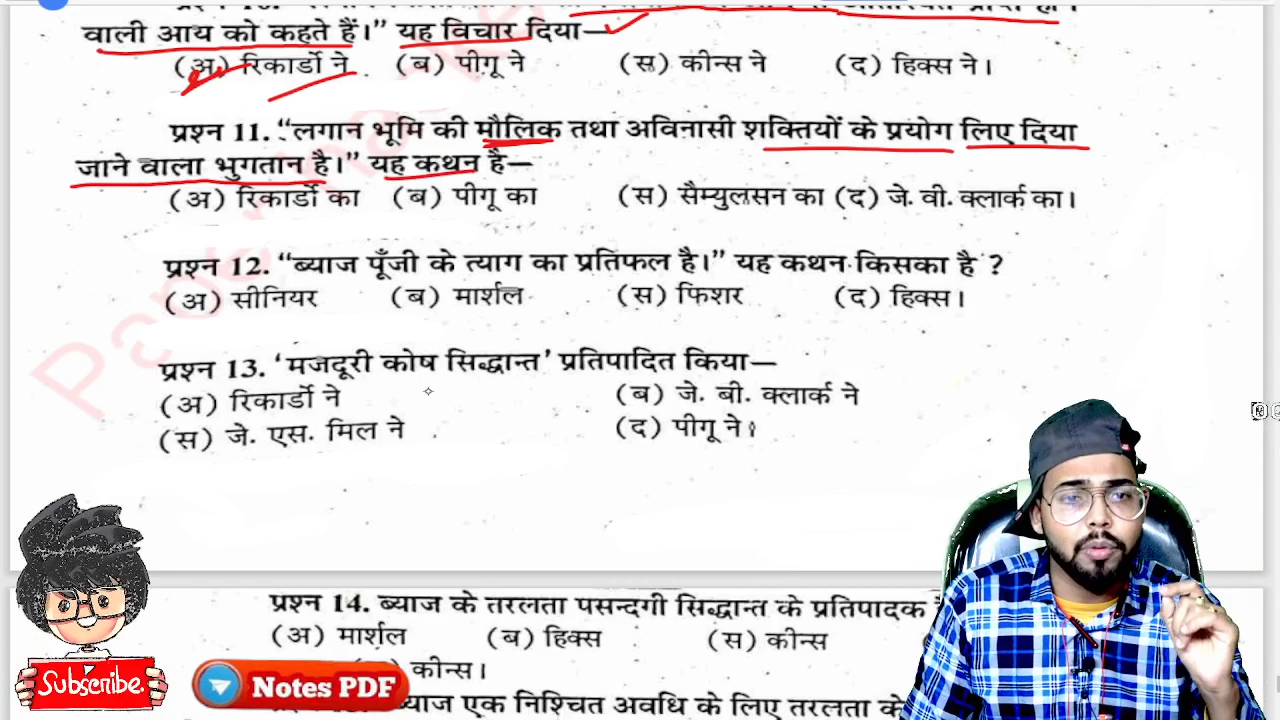 वाली आय को कहते हैं।” यह विचार दिया—
(अ) रिकार्डो ने (ब) पीगू ने (स) कीन्स ने (द) हिक्स ने।
प्रश्न 11. “लगान भूमि की मौलिक तथा अविनासी शक्तियों के प्रयोग लिए दिया
जाने वाला भुगतान है।” यह कथन है—
(अ) रिकार्डो का (ब) पीगू का (स) सैम्युलसन का (द) जे. वी. क्लार्क का।
प्रश्न 12. “ब्याज पूँजी के त्याग का प्रतिफल है।” यह कथन किसका है ?
(अ) सीनियर (ब) मार्शल (स) फिशर (द) हिक्स।
प्रश्न 13. ‘मजदूरी कोष सिद्धान्त’ प्रतिपादित किया—
(अ) रिकार्डो ने (ब) जे. बी. क्लार्क ने
(स) जे. एस. मिल ने (द) पीगू ने।
प्रश्न 14. ब्याज के तरलता पसन्दगी सिद्धान्त के प्रतिपादक
(अ) मार्शल (ब) हिक्स (स) कीन्स
कीन्स।
ब्याज एक निश्चित अवधि के लिए तरलता के
Subscribe.
Notes PDF